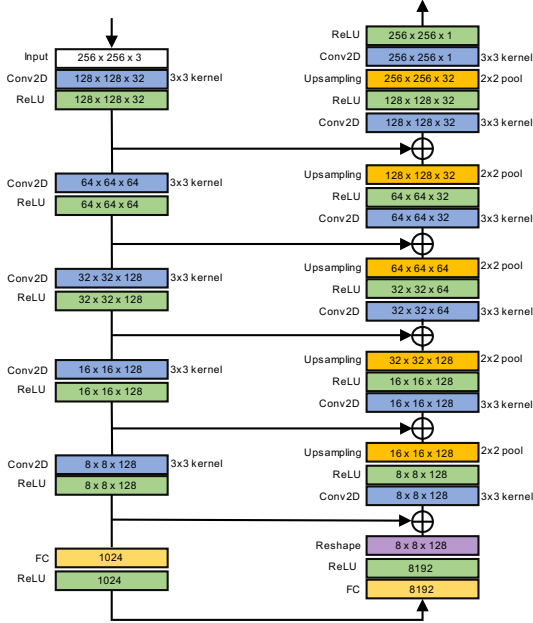 Input 256 x 256 x 3
Conv2D 128 x 128 x 32 3x3 kernel
ReLU 128 x 128 x 32
Conv2D 64 x 64 x 64 3x3 kernel
ReLU 64 x 64 x 64
Conv2D 32 x 32 x 128 3x3 kernel
ReLU 32 x 32 x 128
Conv2D 16 x 16 x 128 3x3 kernel
ReLU 16 x 16 x 128
Conv2D 8 x 8 x 128 3x3 kernel
ReLU 8 x 8 x 128
FC 1024
ReLU 1024
ReLU 256 x 256 x 1
Conv2D 256 x 256 x 1 3x3 kernel
Upsampling 256 x 256 x 32 2x2 pool
ReLU 128 x 128 x 32
Conv2D 128 x 128 x 32 3x3 kernel
Upsampling 128 x 128 x 32 2x2 pool
ReLU 64 x 64 x 32
Conv2D 64 x 64 x 32 3x3 kernel
Upsampling 64 x 64 x 64 2x2 pool
ReLU 32 x 32 x 64
Conv2D 32 x 32 x 64 3x3 kernel
Upsampling 32 x 32 x 128 2x2 pool
ReLU 16 x 16 x 128
Conv2D 16 x 16 x 128 3x3 kernel
Upsampling 16 x 16 x 128 2x2 pool
ReLU 8 x 8 x 128
Conv2D 8 x 8 x 128 3x3 kernel
Reshape 8 x 8 x 128
ReLU 8192
FC 8192